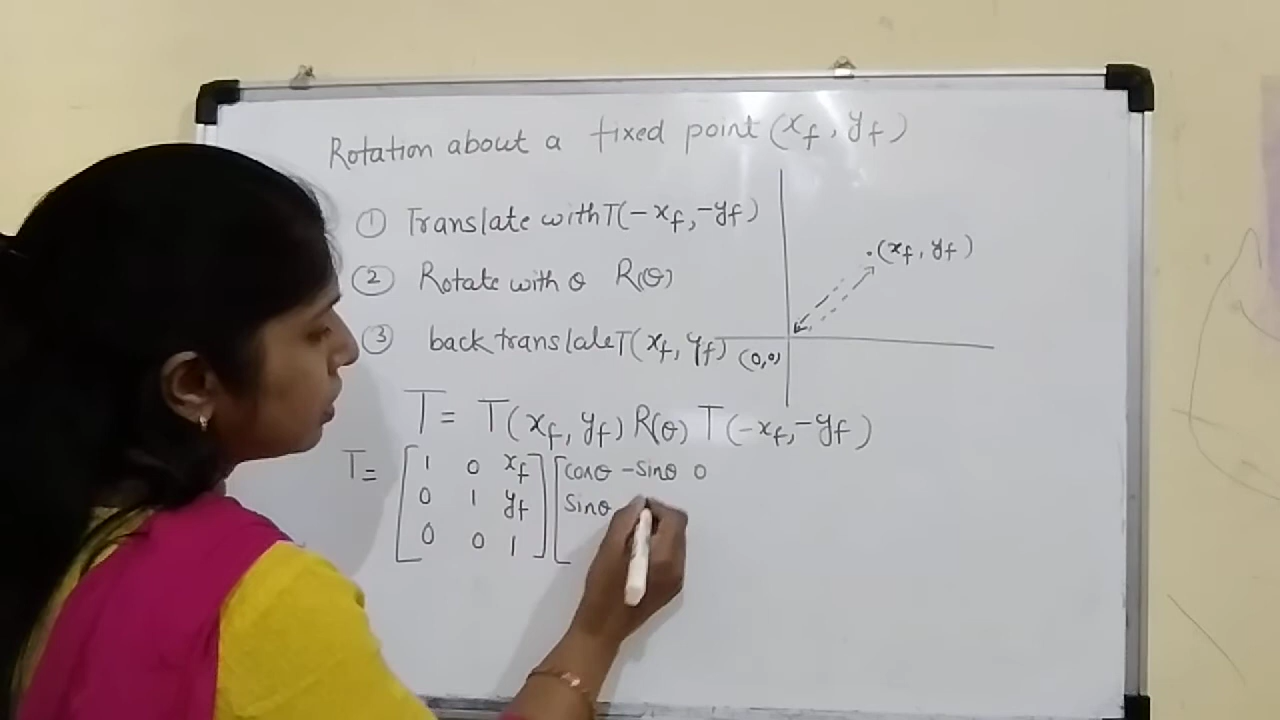 Rotation about a fixed point (xf, yf)
① Translate with T(-xf, -yf)
② Rotate with θ R(θ)
③ back translate T(xf, yf)
(xf, yf)
(0,0)
T = T(xf, yf) R(θ) T(-xf, -yf)
T = [1 0 xf] [cosθ -Sinθ 0
0 1 yf Sinθ
0 0 1